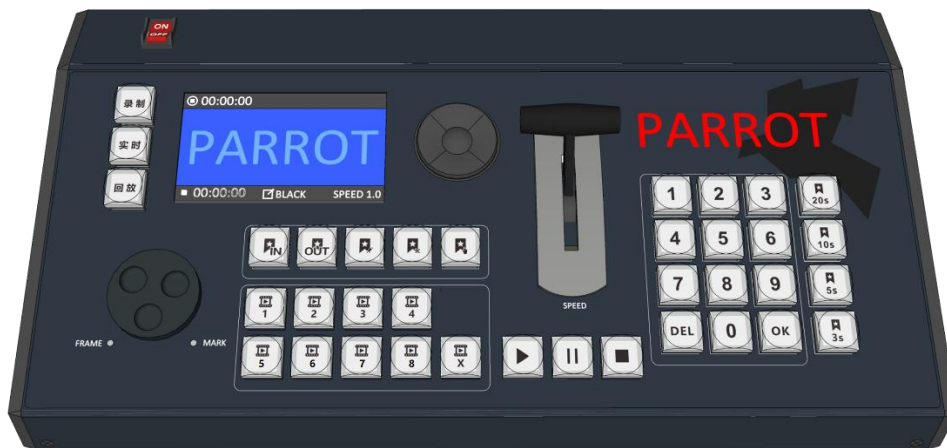 ON
OFF
录制
00:00:00
PARROT
PARROT
实时
回放
00:00:00 BLACK SPEED 1.0
1 2 3 20s
4 5 6 10s
IN OUT
7 8 9 5s
1 2 3 4
SPEED
DEL 0 OK 3s
FRAME MARK
5 6 7 8 X